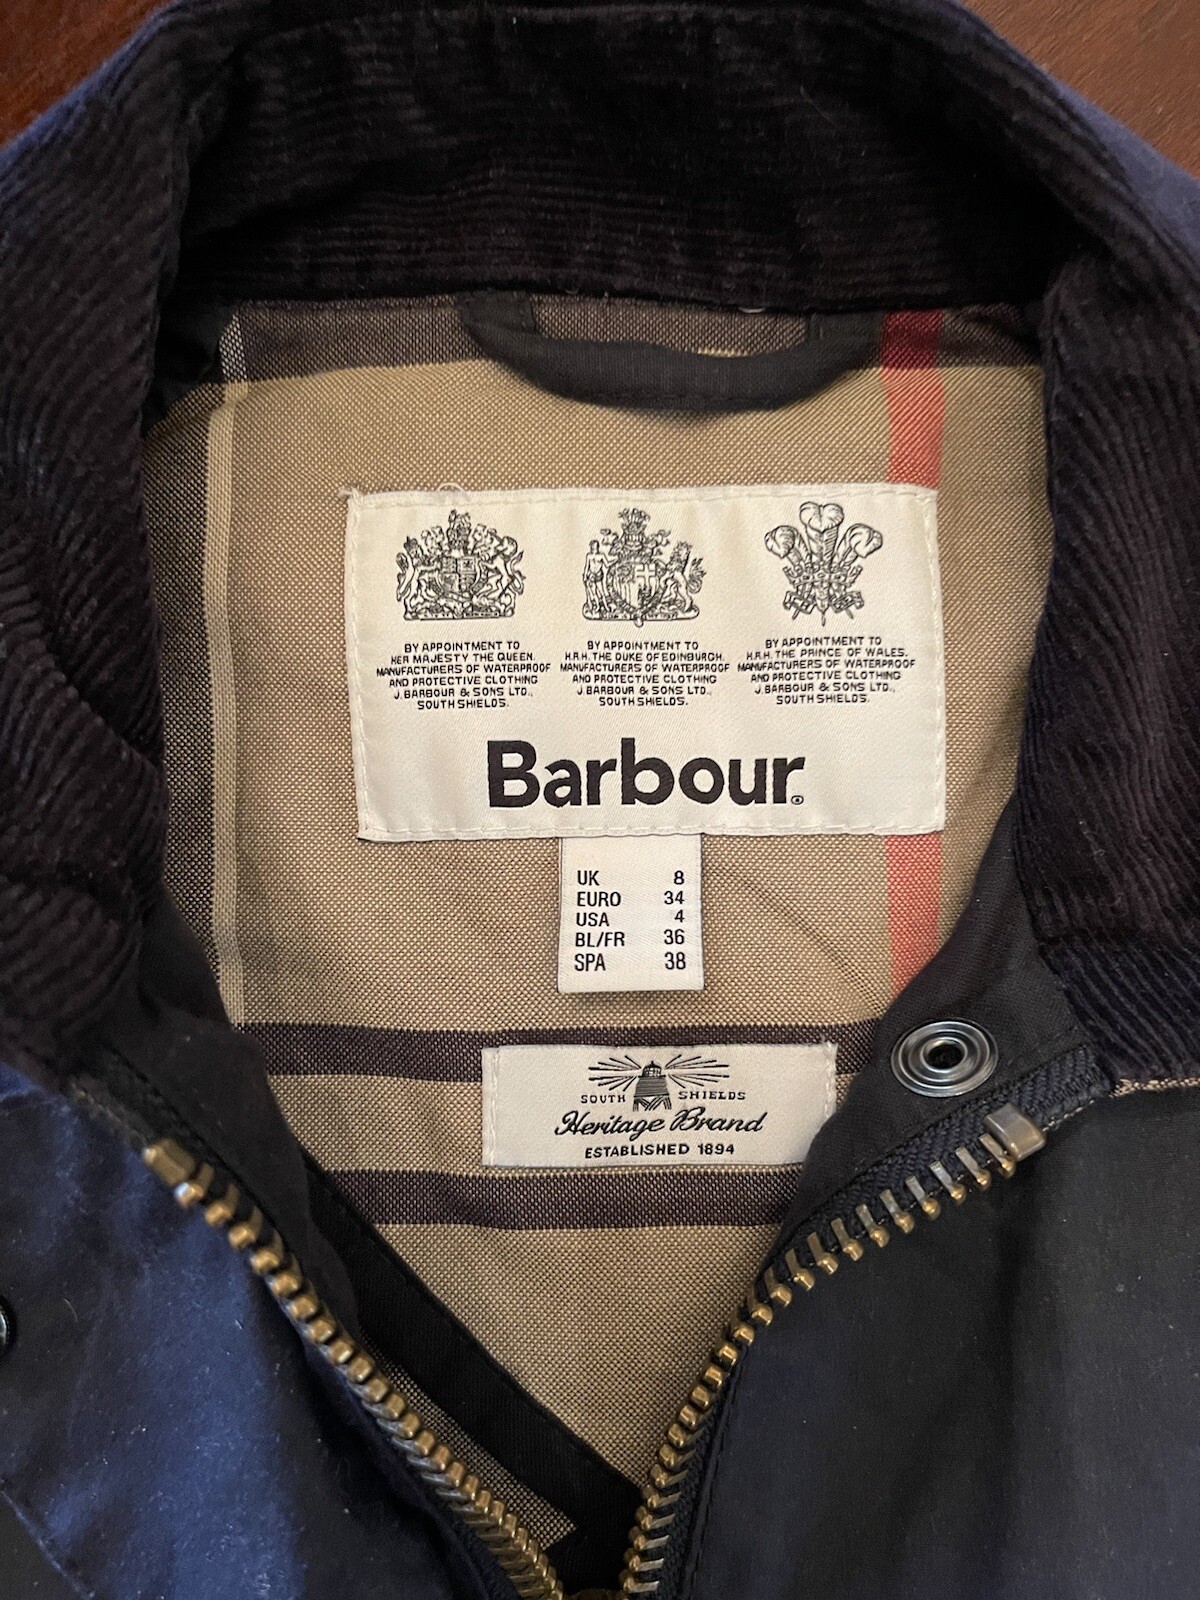 BY APPOINTMENT TO
HER MAJESTY THE QUEEN.
MANUFACTURERS OF WATERPROOF
AND PROTECTIVE CLOTHING
J. BARBOUR & SONS LTD.,
SOUTH SHIELDS.
BY APPOINTMENT TO
H.R.H. THE DUKE OF EDINBURGH.
MANUFACTURERS OF WATERPROOF
AND PROTECTIVE CLOTHING
J. BARBOUR & SONS LTD.,
SOUTH SHIELDS.
BY APPOINTMENT TO
H.R.H. THE PRINCE OF WALES.
MANUFACTURERS OF WATERPROOF
AND PROTECTIVE CLOTHING
J. BARBOUR & SONS LTD.,
SOUTH SHIELDS.
Barbour®
UK 8
EURO 34
USA 4
BL/FR 36
SPA 38
SOUTH SHIELDS
Heritage Brand
ESTABLISHED 1894